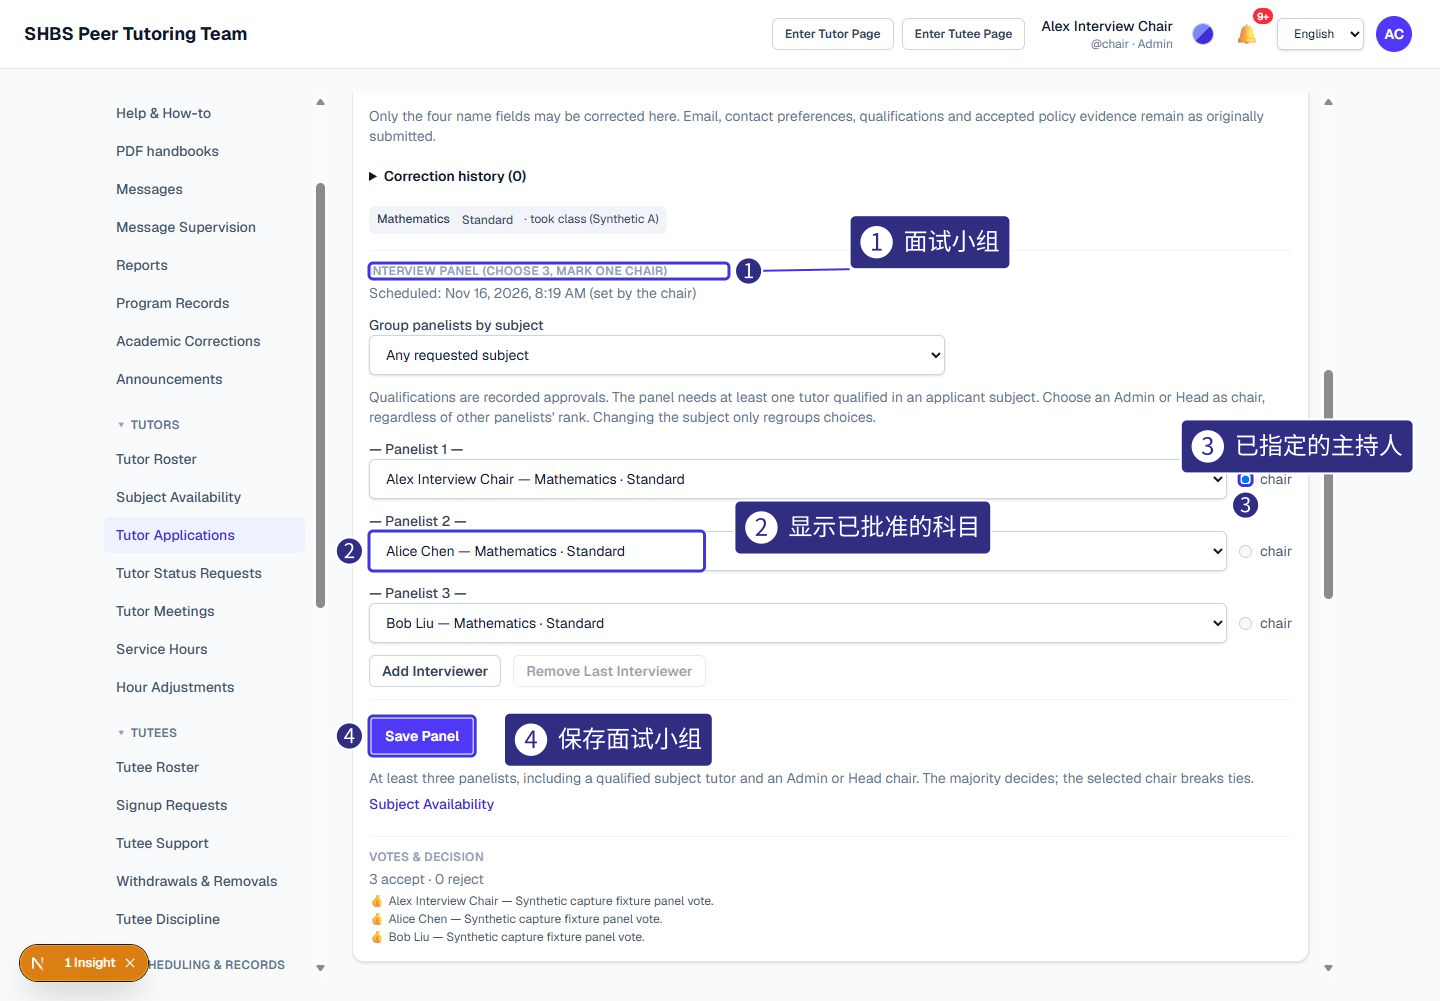 SHBS Peer Tutoring Team
Enter Tutor Page
Enter Tutee Page
Alex Interview Chair
@chair · Admin
9+
English
AC
Help & How-to
PDF handbooks
Messages
Message Supervision
Reports
Program Records
Academic Corrections
Announcements
TUTORS
Tutor Roster
Subject Availability
Tutor Applications
Tutor Status Requests
Tutor Meetings
Service Hours
Hour Adjustments
TUTEES
Tutee Roster
Signup Requests
Tutee Support
Withdrawals & Removals
Tutee Discipline
HEDULING & RECORDS
1 Insight
Only the four name fields may be corrected here. Email, contact preferences, qualifications and accepted policy evidence remain as originally
submitted.
Correction history (0)
Mathematics Standard · took class (Synthetic A)
1 面试小组
NTERVIEW PANEL (CHOOSE 3, MARK ONE CHAIR)
1
Scheduled: Nov 16, 2026, 8:19 AM (set by the chair)
Group panelists by subject
Any requested subject
Qualifications are recorded approvals. The panel needs at least one tutor qualified in an applicant subject. Choose an Admin or Head as chair,
regardless of other panelists' rank. Changing the subject only regroups choices.
3 已指定的主持人
— Panelist 1 —
Alex Interview Chair — Mathematics · Standard
chair
3
— Panelist 2 —
2 显示已批准的科目
2
Alice Chen — Mathematics · Standard
chair
— Panelist 3 —
Bob Liu — Mathematics · Standard
chair
Add Interviewer
Remove Last Interviewer
4
Save Panel
4 保存面试小组
At least three panelists, including a qualified subject tutor and an Admin or Head chair. The majority decides; the selected chair breaks ties.
Subject Availability
VOTES & DECISION
3 accept · 0 reject
Alex Interview Chair — Synthetic capture fixture panel vote.
Alice Chen — Synthetic capture fixture panel vote.
Bob Liu — Synthetic capture fixture panel vote.